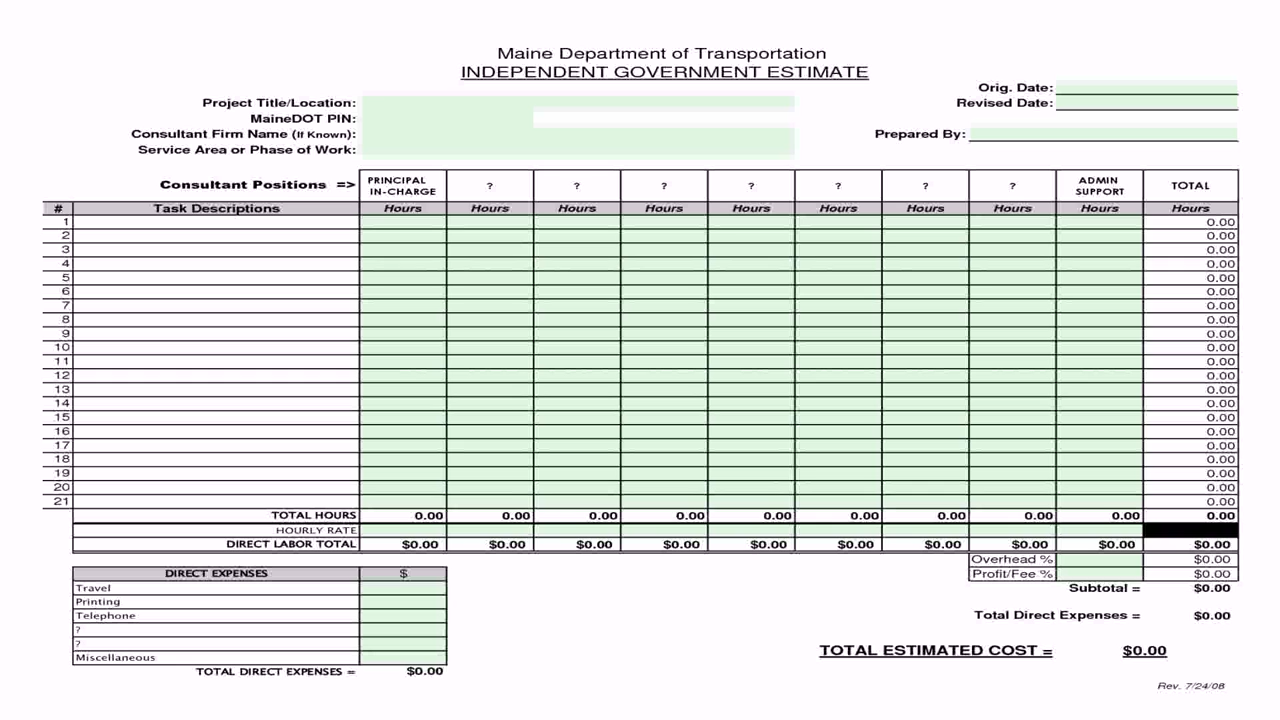 Maine Department of Transportation
INDEPENDENT GOVERNMENT ESTIMATE
Orig. Date:
Project Title/Location: Revised Date:
MaineDOT PIN:
Consultant Firm Name (If Known): Prepared By:
Service Area or Phase of Work:
Consultant Positions => PRINCIPAL IN-CHARGE ? ? ? ? ? ? ? ADMIN SUPPORT TOTAL
# Task Descriptions Hours Hours Hours Hours Hours Hours Hours Hours Hours Hours
1 0.00
2 0.00
3 0.00
4 0.00
5 0.00
6 0.00
7 0.00
8 0.00
9 0.00
10 0.00
11 0.00
12 0.00
13 0.00
14 0.00
15 0.00
16 0.00
17 0.00
18 0.00
19 0.00
20 0.00
21 0.00
TOTAL HOURS 0.00 0.00 0.00 0.00 0.00 0.00 0.00 0.00 0.00 0.00
HOURLY RATE
DIRECT LABOR TOTAL $0.00 $0.00 $0.00 $0.00 $0.00 $0.00 $0.00 $0.00 $0.00 $0.00
Overhead % $0.00
DIRECT EXPENSES $ Profit/Fee % $0.00
Travel Subtotal = $0.00
Printing
Telephone Total Direct Expenses = $0.00
?
?
TOTAL ESTIMATED COST = $0.00
Miscellaneous
TOTAL DIRECT EXPENSES = $0.00
Rev. 7/24/08